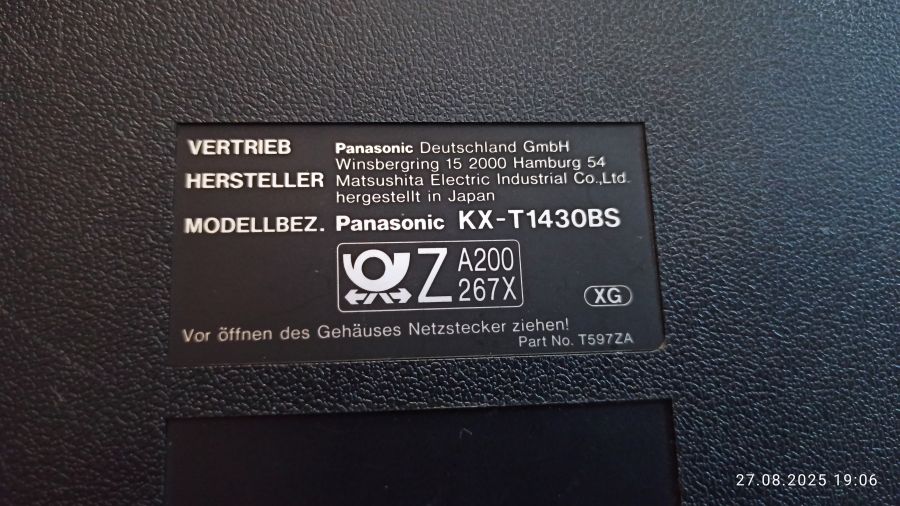 VERTRIEB Panasonic Deutschland GmbH
Winsbergring 15 2000 Hamburg 54
HERSTELLER Matsushita Electric Industrial Co.,Ltd.
hergestellt in Japan
MODELLBEZ. Panasonic KX-T1430BS
Z A200
267X
XG
Vor öffnen des Gehäuses Netzstecker ziehen!
Part No. T597ZA
27.08.2025 19:06